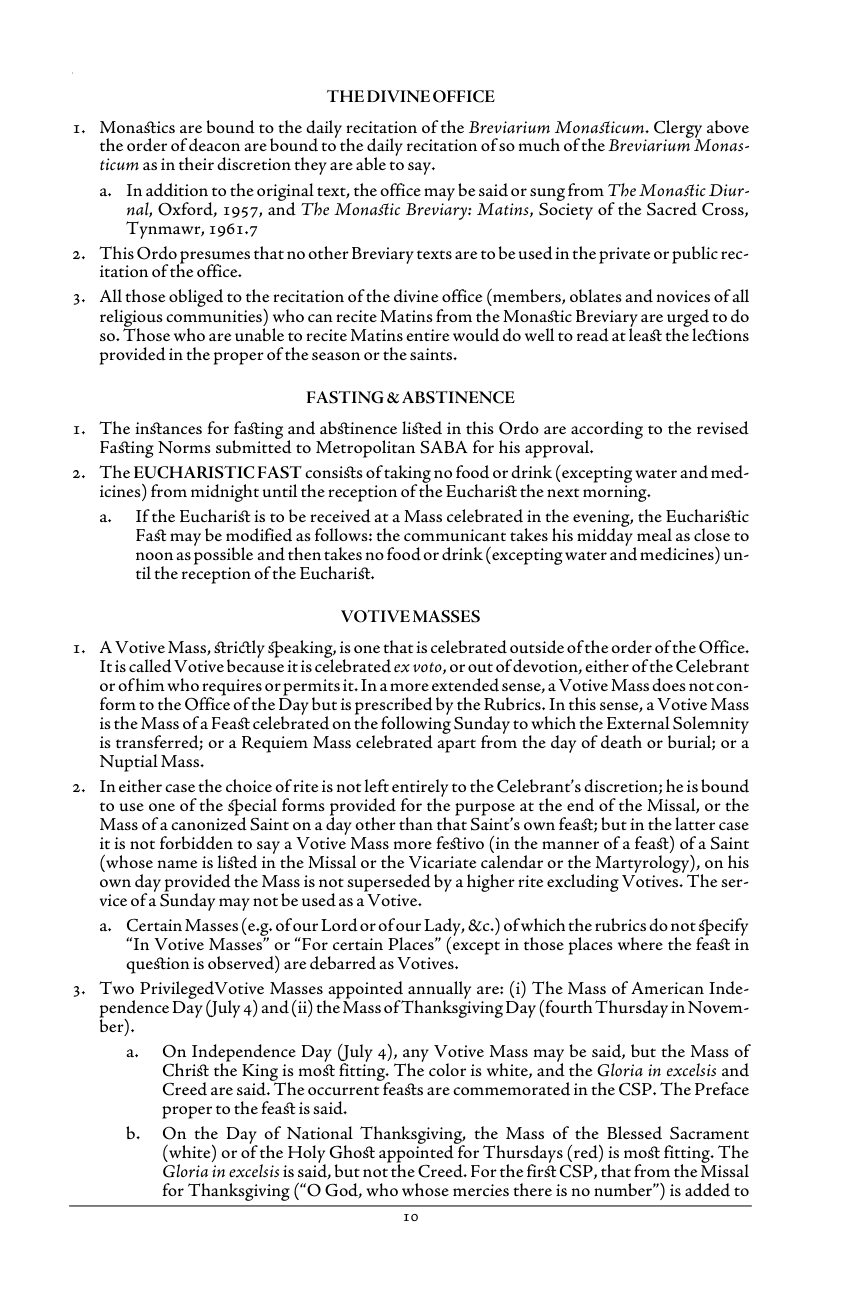 THE DIVINE OFFICE
1. Monastics are bound to the daily recitation of the Breviarium Monasticum. Clergy above
the order of deacon are bound to the daily recitation of so much of the Breviarium Monas-
ticum as in their discretion they are able to say.
a. In addition to the original text, the office may be said or sung from The Monastic Diur-
nal, Oxford, 1957, and The Monastic Breviary: Matins, Society of the Sacred Cross,
Tynmawr, 1961.7
2. This Ordo presumes that no other Breviary texts are to be used in the private or public rec-
itation of the office.
3. All those obliged to the recitation of the divine office (members, oblates and novices of all
religious communities) who can recite Matins from the Monastic Breviary are urged to do
so. Those who are unable to recite Matins entire would do well to read at least the lections
provided in the proper of the season or the saints.
FASTING & ABSTINENCE
1. The instances for fasting and abstinence listed in this Ordo are according to the revised
Fasting Norms submitted to Metropolitan SABA for his approval.
2. The EUCHARISTIC FAST consists of taking no food or drink (excepting water and med-
icines) from midnight until the reception of the Eucharist the next morning.
a. If the Eucharist is to be received at a Mass celebrated in the evening, the Eucharistic
Fast may be modified as follows: the communicant takes his midday meal as close to
noon as possible and then takes no food or drink (excepting water and medicines) un-
til the reception of the Eucharist.
VOTIVE MASSES
1. A Votive Mass, strictly speaking, is one that is celebrated outside of the order of the Office.
It is called Votive because it is celebrated ex voto, or out of devotion, either of the Celebrant
or of him who requires or permits it. In a more extended sense, a Votive Mass does not con-
form to the Office of the Day but is prescribed by the Rubrics. In this sense, a Votive Mass
is the Mass of a Feast celebrated on the following Sunday to which the External Solemnity
is transferred; or a Requiem Mass celebrated apart from the day of death or burial; or a
Nuptial Mass.
2. In either case the choice of rite is not left entirely to the Celebrant's discretion; he is bound
to use one of the special forms provided for the purpose at the end of the Missal, or the
Mass of a canonized Saint on a day other than that Saint's own feast; but in the latter case
it is not forbidden to say a Votive Mass more festivo (in the manner of a feast) of a Saint
(whose name is listed in the Missal or the Vicariate calendar or the Martyrology), on his
own day provided the Mass is not superseded by a higher rite excluding Votives. The ser-
vice of a Sunday may not be used as a Votive.
a. Certain Masses (e.g. of our Lord or of our Lady, &c.) of which the rubrics do not specify
“In Votive Masses” or “For certain Places” (except in those places where the feast in
question is observed) are debarred as Votives.
3. Two PrivilegedVotive Masses appointed annually are: (i) The Mass of American Inde-
pendence Day (July 4) and (ii) the Mass of Thanksgiving Day (fourth Thursday in Novem-
ber).
a. On Independence Day (July 4), any Votive Mass may be said, but the Mass of
Christ the King is most fitting. The color is white, and the Gloria in excelsis and
Creed are said. The occurrent feasts are commemorated in the CSP. The Preface
proper to the feast is said.
b. On the Day of National Thanksgiving, the Mass of the Blessed Sacrament
(white) or of the Holy Ghost appointed for Thursdays (red) is most fitting. The
Gloria in excelsis is said, but not the Creed. For the first CSP, that from the Missal
for Thanksgiving (“O God, who whose mercies there is no number”) is added to
10